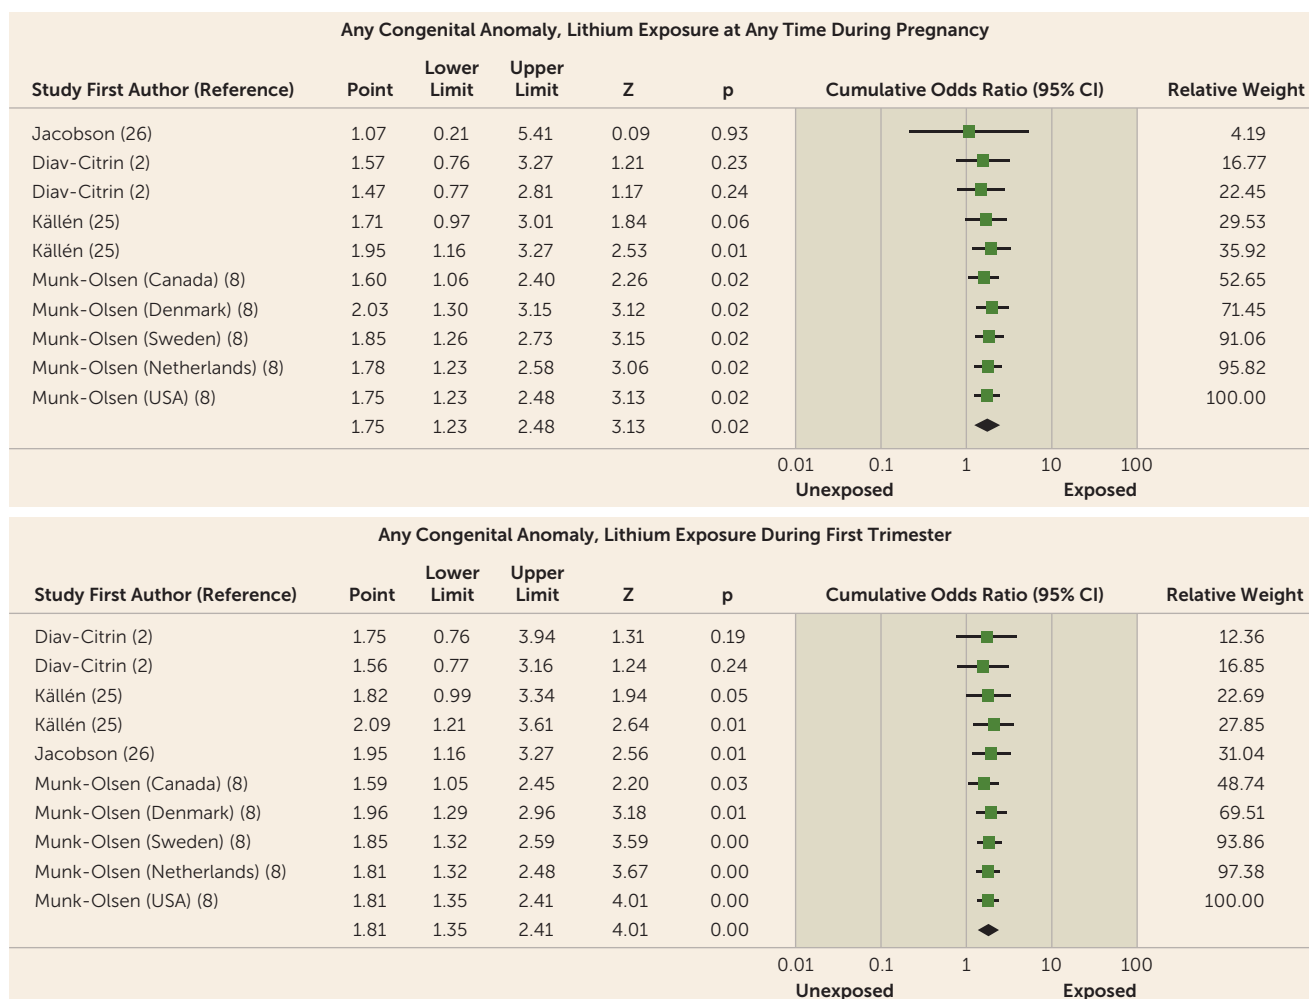 Any Congenital Anomaly, Lithium Exposure at Any Time During Pregnancy
Study First Author (Reference) Point Lower Limit Upper Limit Z p Cumulative Odds Ratio (95% CI) Relative Weight
Jacobson (26) 1.07 0.21 5.41 0.09 0.93 4.19
Diav-Citrin (2) 1.57 0.76 3.27 1.21 0.23 16.77
Diav-Citrin (2) 1.47 0.77 2.81 1.17 0.24 22.45
Källén (25) 1.71 0.97 3.01 1.84 0.06 29.53
Källén (25) 1.95 1.16 3.27 2.53 0.01 35.92
Munk-Olsen (Canada) (8) 1.60 1.06 2.40 2.26 0.02 52.65
Munk-Olsen (Denmark) (8) 2.03 1.30 3.15 3.12 0.02 71.45
Munk-Olsen (Sweden) (8) 1.85 1.26 2.73 3.15 0.02 91.06
Munk-Olsen (Netherlands) (8) 1.78 1.23 2.58 3.06 0.02 95.82
Munk-Olsen (USA) (8) 1.75 1.23 2.48 3.13 0.02 100.00
1.75 1.23 2.48 3.13 0.02
0.01 0.1 1 10 100
Unexposed Exposed
Any Congenital Anomaly, Lithium Exposure During First Trimester
Study First Author (Reference) Point Lower Limit Upper Limit Z p Cumulative Odds Ratio (95% CI) Relative Weight
Diav-Citrin (2) 1.75 0.76 3.94 1.31 0.19 12.36
Diav-Citrin (2) 1.56 0.77 3.16 1.24 0.24 16.85
Källén (25) 1.82 0.99 3.34 1.94 0.05 22.69
Källén (25) 2.09 1.21 3.61 2.64 0.01 27.85
Jacobson (26) 1.95 1.16 3.27 2.56 0.01 31.04
Munk-Olsen (Canada) (8) 1.59 1.05 2.45 2.20 0.03 48.74
Munk-Olsen (Denmark) (8) 1.96 1.29 2.96 3.18 0.01 69.51
Munk-Olsen (Sweden) (8) 1.85 1.32 2.59 3.59 0.00 93.86
Munk-Olsen (Netherlands) (8) 1.81 1.32 2.48 3.67 0.00 97.38
Munk-Olsen (USA) (8) 1.81 1.35 2.41 4.01 0.00 100.00
1.81 1.35 2.41 4.01 0.00
0.01 0.1 1 10 100
Unexposed Exposed